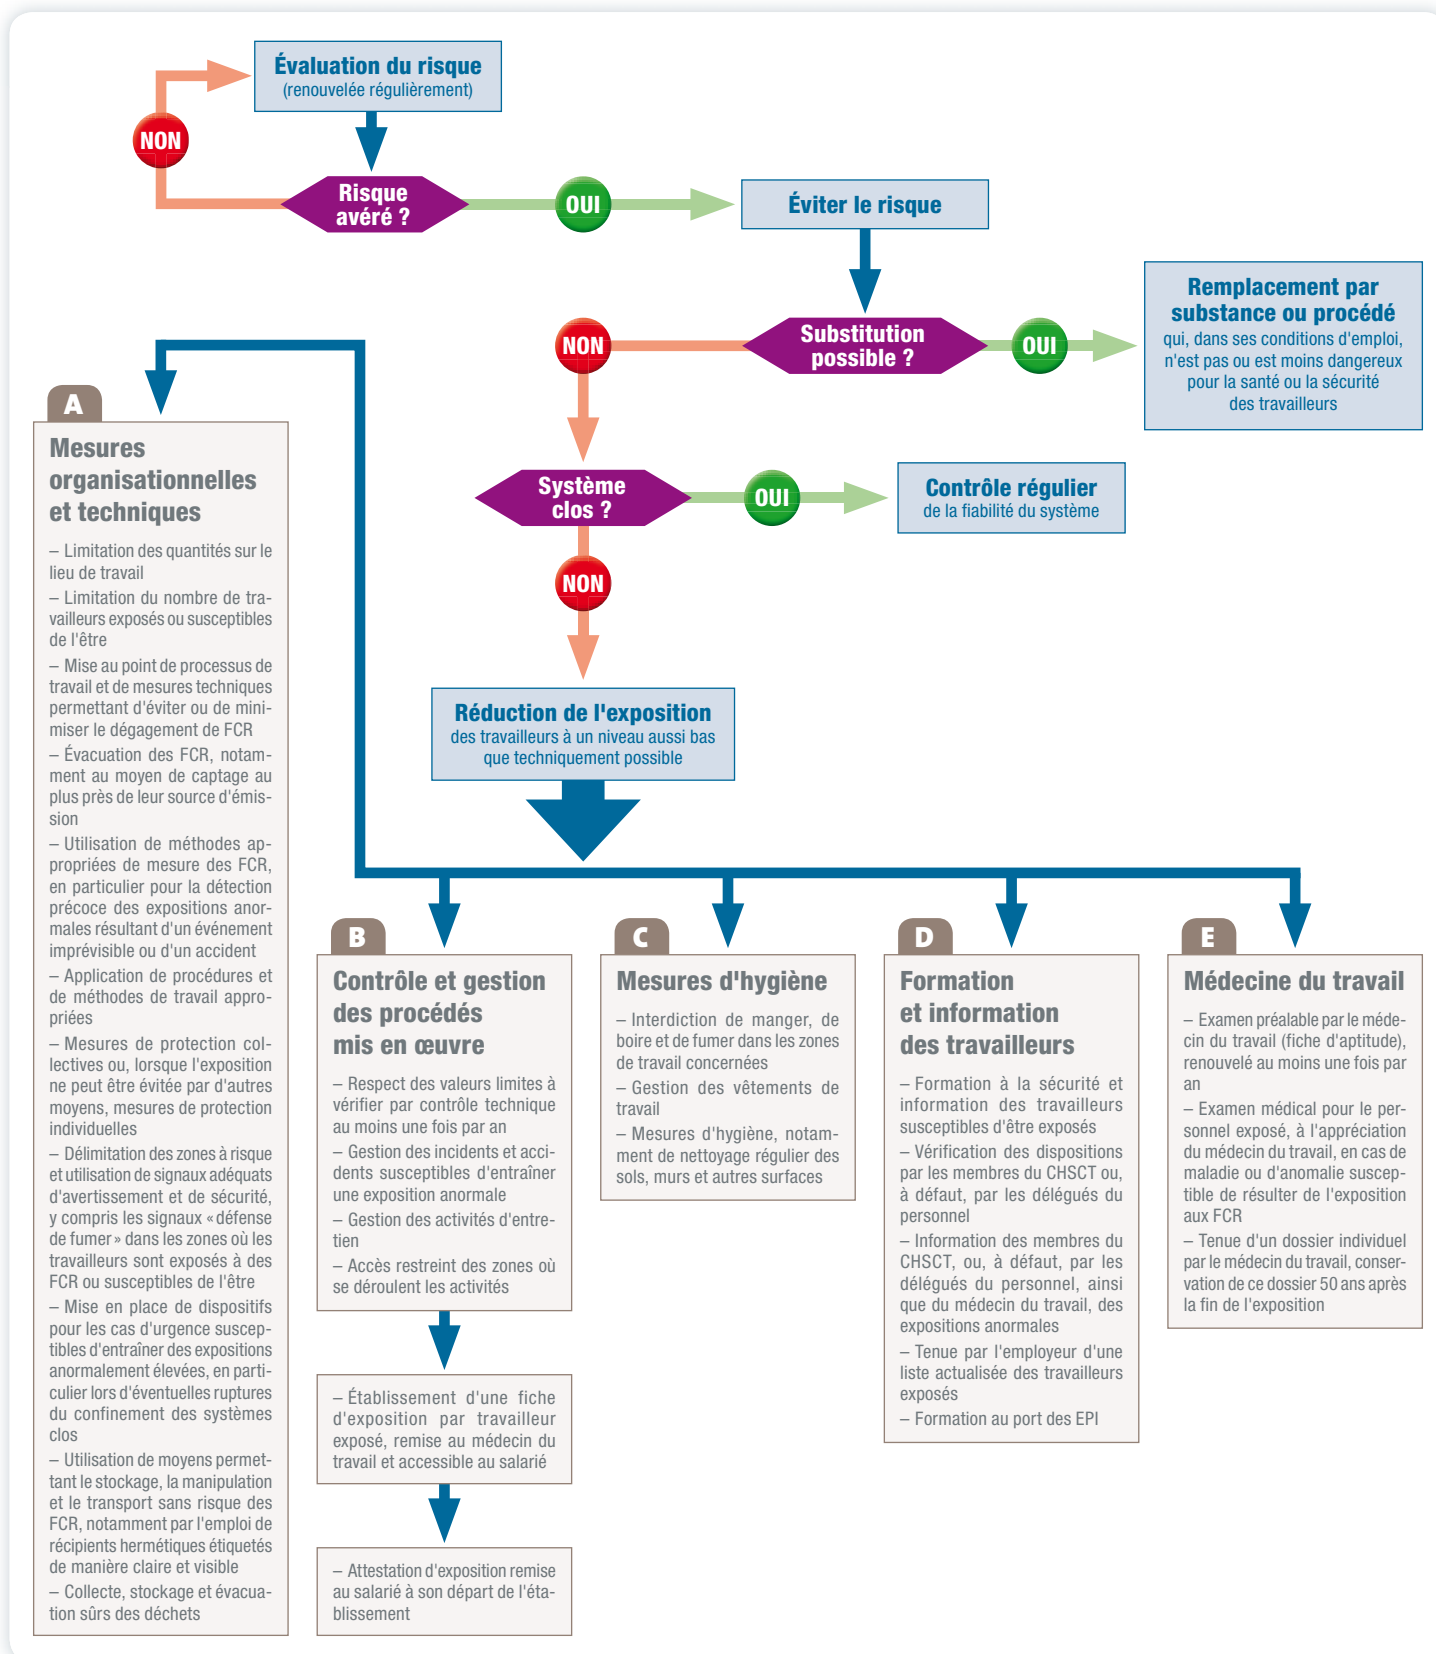 Évaluation du risque
(renouvelée régulièrement)
NON
Risque
avéré ?
OUI
Éviter le risque
Substitution
possible ?
OUI
Remplacement par
substance ou procédé
qui, dans ses conditions d'emploi,
n'est pas ou est moins dangereux
pour la santé ou la sécurité
des travailleurs
NON
Système
clos ?
OUI
Contrôle régulier
de la fiabilité du système
NON
Réduction de l'exposition
des travailleurs à un niveau aussi bas
que techniquement possible
A
Mesures
organisationnelles
et techniques
– Limitation des quantités sur le
lieu de travail
– Limitation du nombre de tra-
vailleurs exposés ou susceptibles
de l'être
– Mise au point de processus de
travail et de mesures techniques
permettant d'éviter ou de mini-
miser le dégagement de FCR
– Évacuation des FCR, notam-
ment au moyen de captage au
plus près de leur source d'émis-
sion
– Utilisation de méthodes ap-
propriées de mesure des FCR,
en particulier pour la détection
précoce des expositions anor-
males résultant d'un événement
imprévisible ou d'un accident
– Application de procédures et
de méthodes de travail appro-
priées
– Mesures de protection col-
lectives ou, lorsque l'exposition
ne peut être évitée par d'autres
moyens, mesures de protection
individuelles
– Délimitation des zones à risque
et utilisation de signaux adéquats
d'avertissement et de sécurité,
y compris les signaux « défense
de fumer » dans les zones où les
travailleurs sont exposés à des
FCR ou susceptibles de l'être
– Mise en place de dispositifs
pour les cas d'urgence suscep-
tibles d'entraîner des expositions
anormalement élevées, en parti-
culier lors d'éventuelles ruptures
du confinement des systèmes
clos
– Utilisation de moyens permet-
tant le stockage, la manipulation
et le transport sans risque des
FCR, notamment par l'emploi de
récipients hermétiques étiquetés
de manière claire et visible
– Collecte, stockage et évacua-
tion sûrs des déchets
B
Contrôle et gestion
des procédés
mis en œuvre
– Respect des valeurs limites à
vérifier par contrôle technique
au moins une fois par an
– Gestion des incidents et acci-
dents susceptibles d'entraîner
une exposition anormale
– Gestion des activités d'entre-
tien
– Accès restreint des zones où
se déroulent les activités
– Établissement d'une fiche
d'exposition par travailleur
exposé, remise au médecin du
travail et accessible au salarié
– Attestation d'exposition remise
au salarié à son départ de l'éta-
blissement
C
Mesures d'hygiène
– Interdiction de manger, de
boire et de fumer dans les zones
de travail concernées
– Gestion des vêtements de
travail
– Mesures d'hygiène, notam-
ment de nettoyage régulier des
sols, murs et autres surfaces
D
Formation
et information
des travailleurs
– Formation à la sécurité et
information des travailleurs
susceptibles d'être exposés
– Vérification des dispositions
par les membres du CHSCT ou,
à défaut, par les délégués du
personnel
– Information des membres du
CHSCT, ou, à défaut, par les
délégués du personnel, ainsi
que du médecin du travail, des
expositions anormales
– Tenue par l'employeur d'une
liste actualisée des travailleurs
exposés
– Formation au port des EPI
E
Médecine du travail
– Examen préalable par le méde-
cin du travail (fiche d'aptitude),
renouvelé au moins une fois par
an
– Examen médical pour le per-
sonnel exposé, à l'appréciation
du médecin du travail, en cas de
maladie ou d'anomalie suscep-
tible de résulter de l'exposition
aux FCR
– Tenue d'un dossier individuel
par le médecin du travail, conser-
vation de ce dossier 50 ans après
la fin de l'exposition